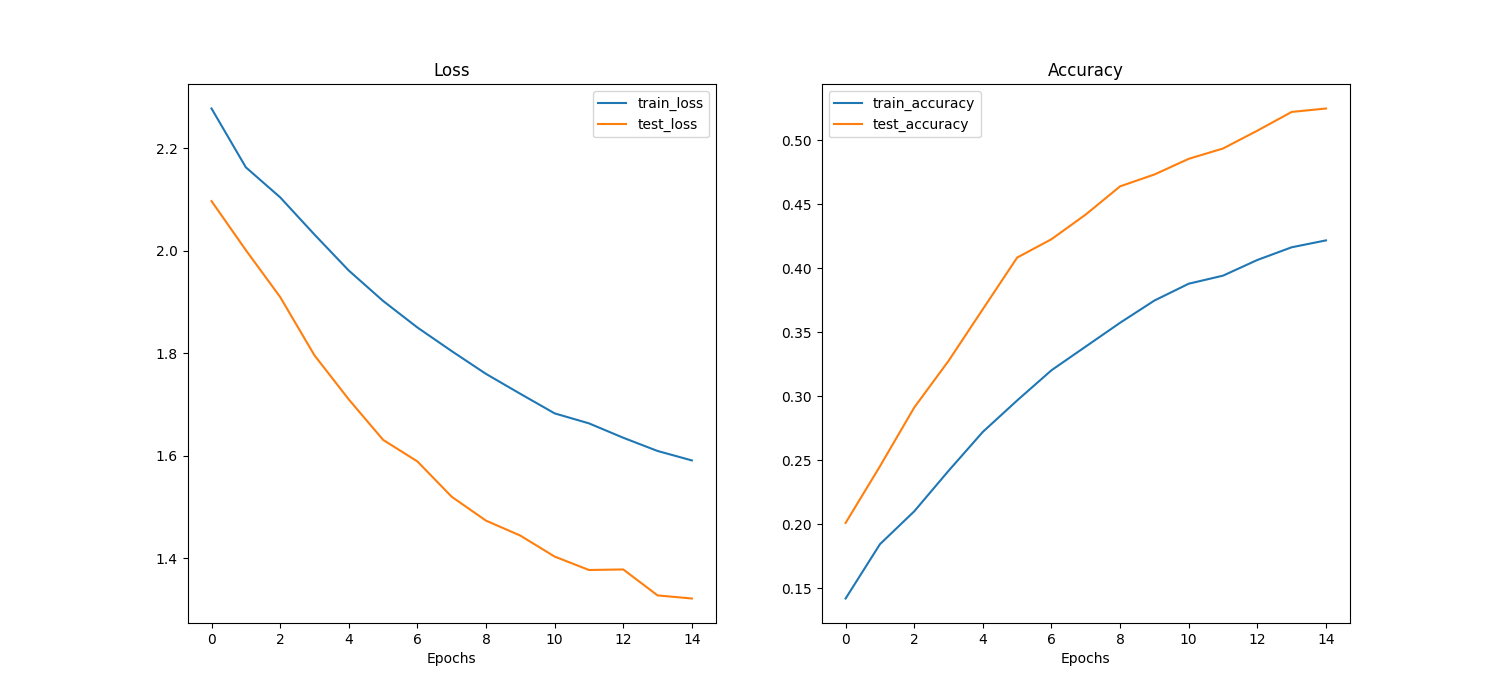 Loss
train_loss
test_loss
2.2
2.0
1.8
1.6
1.4
0 2 4 6 8 10 12 14
Epochs
Accuracy
train_accuracy
test_accuracy
0.50
0.45
0.40
0.35
0.30
0.25
0.20
0.15
0 2 4 6 8 10 12 14
Epochs